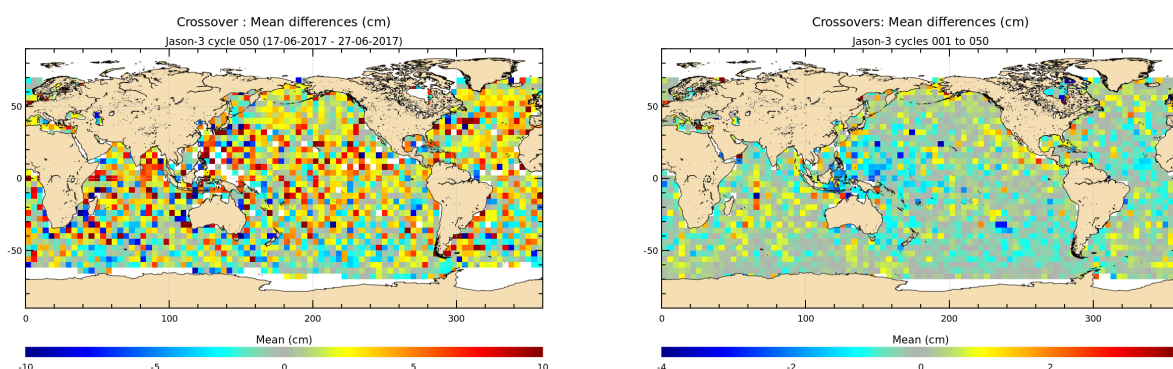 Crossover : Mean differences (cm)
Jason-3 cycle 050 (17-06-2017 - 27-06-2017)
50
0
-50
0 100 200 300
Mean (cm)
-10 -5 0 5 10
Crossovers: Mean differences (cm)
Jason-3 cycles 001 to 050
50
0
-50
0 100 200 300
Mean (cm)
-4 -2 0 2